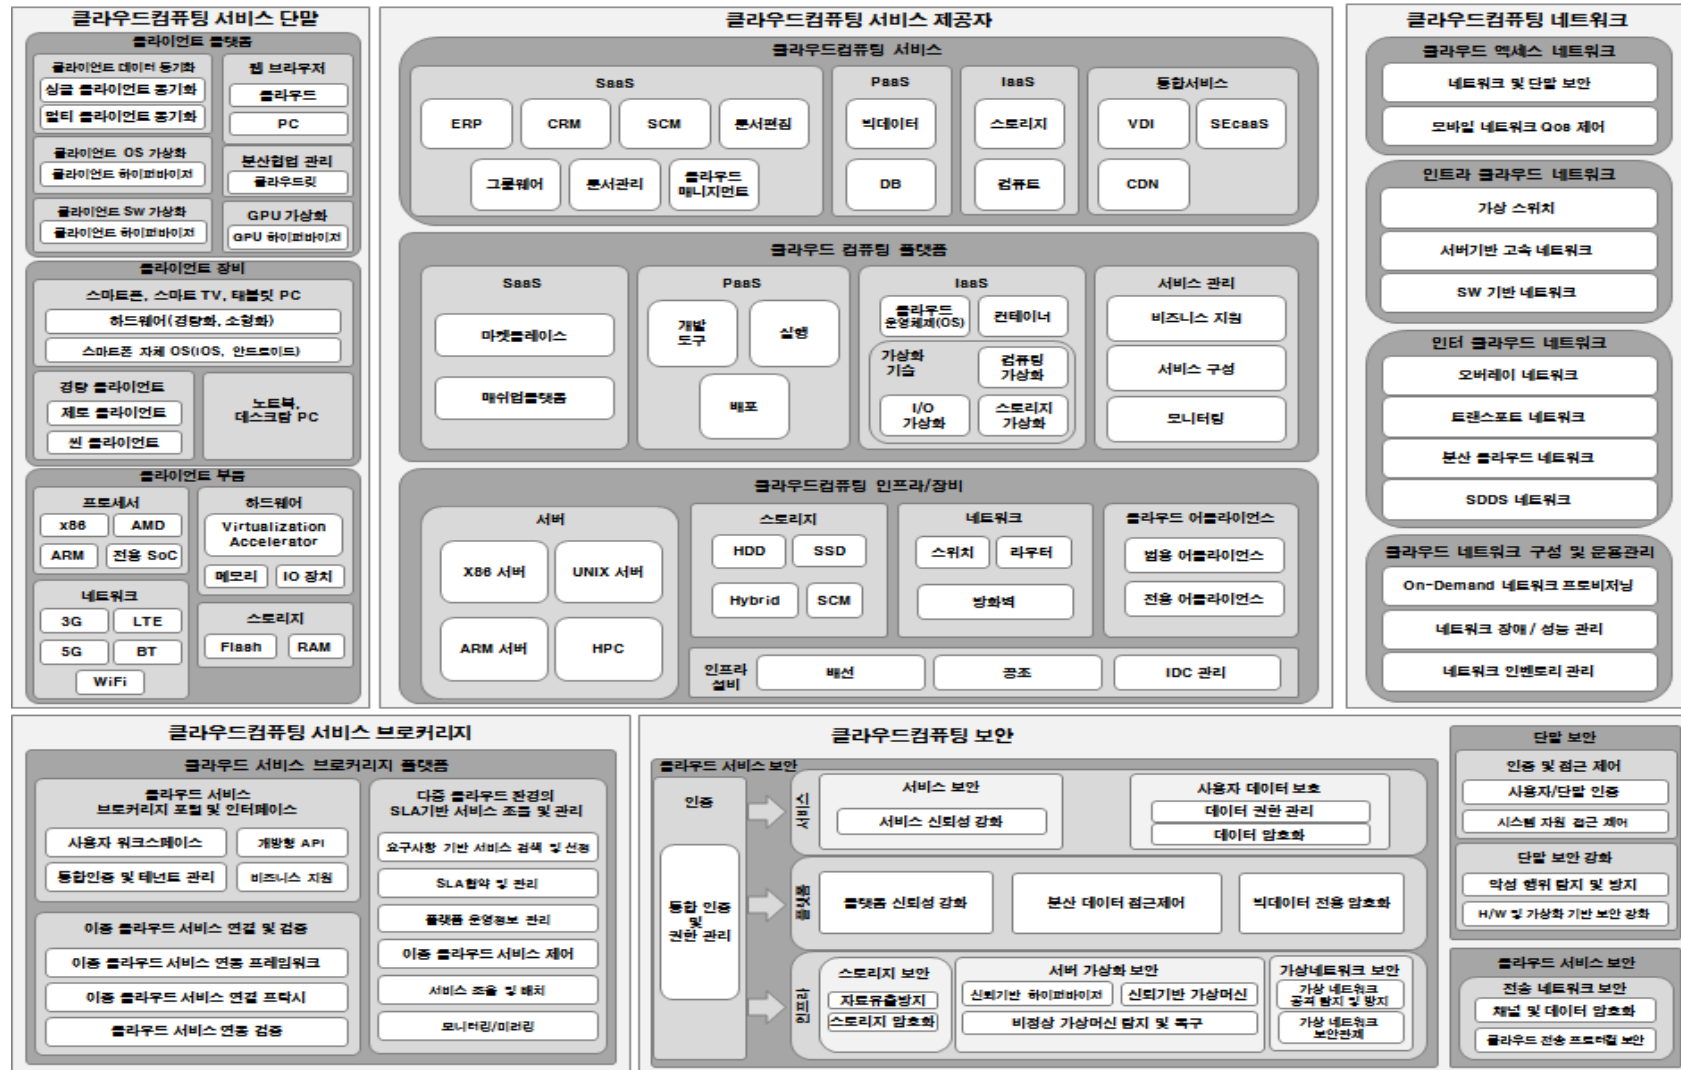 클라우드컴퓨팅 서비스 단말
클라이언트 플랫폼
클라이언트 데이터 동기화
싱글 클라이언트 동기화
멀티 클라이언트 동기화
웹 브라우저
클라우드
PC
클라이언트 OS 가상화
클라이언트 하이퍼바이저
분산협업 관리
클라우드릿
클라이언트 SW 가상화
클라이언트 하이퍼바이저
GPU 가상화
GPU 하이퍼바이저
클라이언트 장비
스마트폰, 스마트 TV, 태블릿 PC
하드웨어(경량화, 소형화)
스마트폰 자체 OS(iOS, 안드로이드)
경량 클라이언트
제로 클라이언트
씬 클라이언트
노트북,
데스크탑 PC
클라이언트 부품
프로세서
x86
AMD
ARM
전용 SoC
하드웨어
Virtualization
Accelerator
메모리
IO 장치
네트워크
3G
LTE
5G
BT
WiFi
스토리지
Flash
RAM
클라우드컴퓨팅 서비스 제공자
클라우드컴퓨팅 서비스
SaaS
ERP
CRM
SCM
문서편집
그룹웨어
문서관리
클라우드
매니지먼트
PaaS
빅데이터
DB
IaaS
스토리지
컴퓨트
통합서비스
VDI
SEcaaS
CDN
클라우드 컴퓨팅 플랫폼
SaaS
마켓플레이스
매쉬업플랫폼
PaaS
개발
도구
실행
배포
IaaS
클라우드
운영체제(OS)
컨테이너
가상화
기술
컴퓨팅
가상화
I/O
가상화
스토리지
가상화
서비스 관리
비즈니스 지원
서비스 구성
모니터링
클라우드컴퓨팅 인프라/장비
서버
X86 서버
UNIX 서버
ARM 서버
HPC
스토리지
HDD
SSD
Hybrid
SCM
네트워크
스위치
라우터
방화벽
클라우드 어플라이언스
범용 어플라이언스
전용 어플라이언스
인프라
설비
배선
공조
IDC 관리
클라우드컴퓨팅 네트워크
클라우드 엑세스 네트워크
네트워크 및 단말 보안
모바일 네트워크 QoS 제어
인트라 클라우드 네트워크
가상 스위치
서버기반 고속 네트워크
SW 기반 네트워크
인터 클라우드 네트워크
오버레이 네트워크
트랜스포트 네트워크
분산 클라우드 네트워크
SDDS 네트워크
클라우드 네트워크 구성 및 운용관리
On-Demand 네트워크 프로비저닝
네트워크 장애 / 성능 관리
네트워크 인벤토리 관리
클라우드컴퓨팅 서비스 브로커리지
클라우드 서비스 브로커리지 플랫폼
클라우드 서비스
브로커리지 포털 및 인터페이스
사용자 워크스페이스
개방형 API
통합인증 및 테넌트 관리
비즈니스 지원
이종 클라우드 서비스 연결 및 검증
이종 클라우드 서비스 연동 프레임워크
이종 클라우드 서비스 연결 프락시
클라우드 서비스 연동 검증
다중 클라우드 환경의
SLA기반 서비스 조율 및 관리
요구사항 기반 서비스 검색 및 선정
SLA협약 및 관리
플랫폼 운영정보 관리
이종 클라우드 서비스 제어
서비스 조율 및 배치
모니터링/미러링
클라우드컴퓨팅 보안
클라우드 서비스 보안
인증
통합 인증
및
권한 관리
서비스
서비스 보안
서비스 신뢰성 강화
사용자 데이터 보호
데이터 권한 관리
데이터 암호화
플랫폼
플랫폼 신뢰성 강화
분산 데이터 접근제어
빅데이터 전용 암호화
인프라
스토리지 보안
자료유출방지
스토리지 암호화
서버 가상화 보안
신뢰기반 하이퍼바이저
신뢰기반 가상머신
비정상 가상머신 탐지 및 복구
가상네트워크 보안
가상 네트워크
공격 탐지 및 방지
가상 네트워크
보안관제
단말 보안
인증 및 접근 제어
사용자/단말 인증
시스템 자원 접근 제어
단말 보안 강화
악성 행위 탐지 및 방지
H/W 및 가상화 기반 보안 강화
클라우드 서비스 보안
전송 네트워크 보안
채널 및 데이터 암호화
클라우드 전송 프로터컬 보안